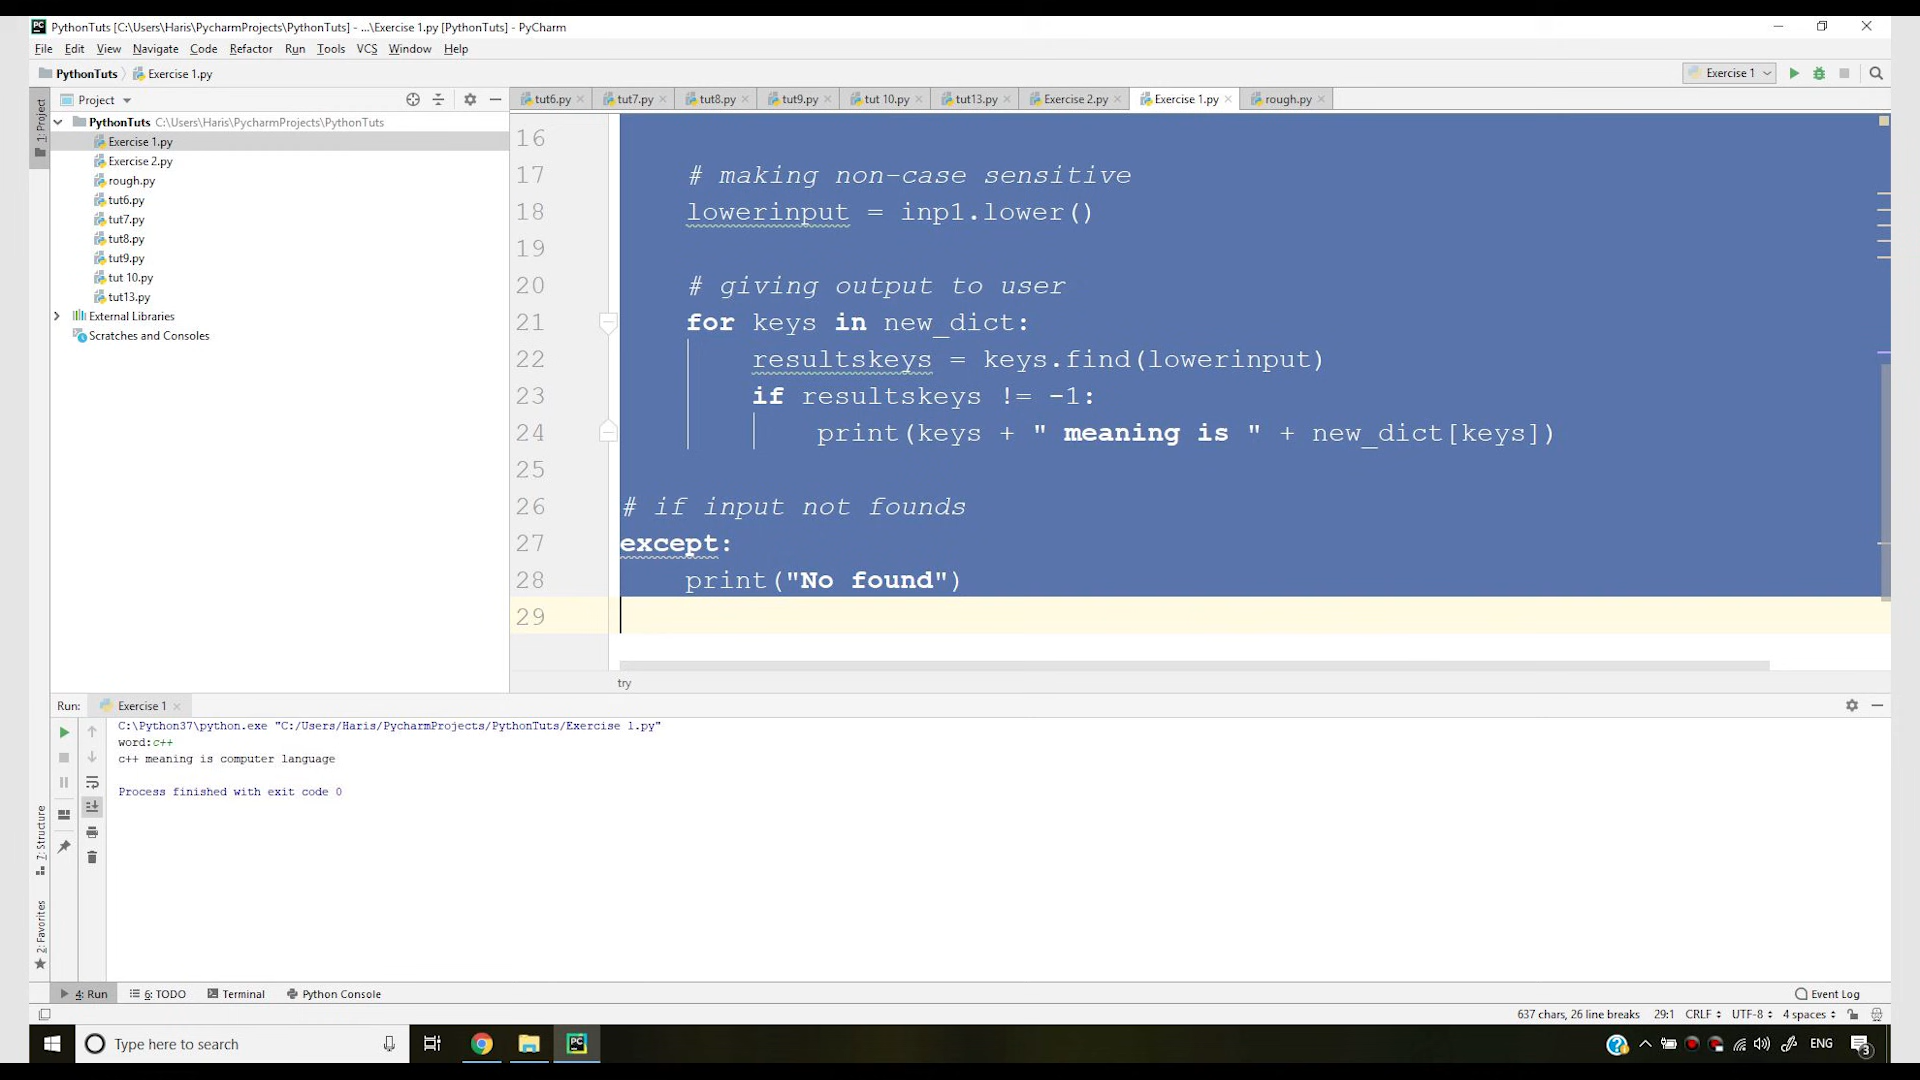 PythonTuts [C:\Users\Haris\PycharmProjects\PythonTuts] - ...\Exercise 1.py [PythonTuts] - PyCharm
File Edit View Navigate Code Refactor Run Tools VCS Window Help
PythonTuts Exercise 1.py Exercise 1
1: Project
Project
tut6.py tut7.py tut8.py tut9.py tut 10.py tut13.py Exercise 2.py Exercise 1.py rough.py
PythonTuts C:\Users\Haris\PycharmProjects\PythonTuts
Exercise 1.py
Exercise 2.py
rough.py
tut6.py
tut7.py
tut8.py
tut9.py
tut 10.py
tut13.py
External Libraries
Scratches and Consoles
16
17 # making non-case sensitive
18 lowerinput = inp1.lower()
19
20 # giving output to user
21 for keys in new_dict:
22 resultskeys = keys.find(lowerinput)
23 if resultskeys != -1:
24 print(keys + " meaning is " + new_dict[keys])
25
26 # if input not founds
27 except:
28 print("No found")
29
try
Run: Exercise 1
C:\Python37\python.exe "C:/Users/Haris/PycharmProjects/PythonTuts/Exercise 1.py"
word:c++
c++ meaning is computer language
Process finished with exit code 0
7: Structure
2: Favorites
4: Run 6: TODO Terminal Python Console Event Log
637 chars, 26 line breaks 29:1 CRLF UTF-8 4 spaces
Type here to search
ENG 3